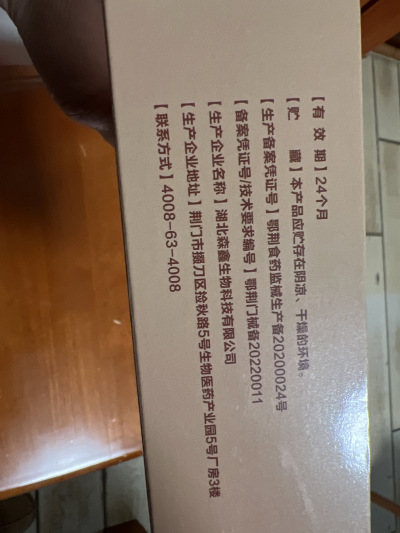 【有 效 期】24个月
【贮 藏】本产品应贮存在阴凉、干燥的环境。
【生产备案凭证号】鄂荆食药监械生产备20200024号
【备案凭证号/技术要求编号】鄂荆门械备20220011
【生产企业名称】湖北森鑫生物科技有限公司
【生产企业地址】荆门市掇刀区捡秋路5号生物医药产业园5号厂房3楼
【联系方式】4008-63-4008